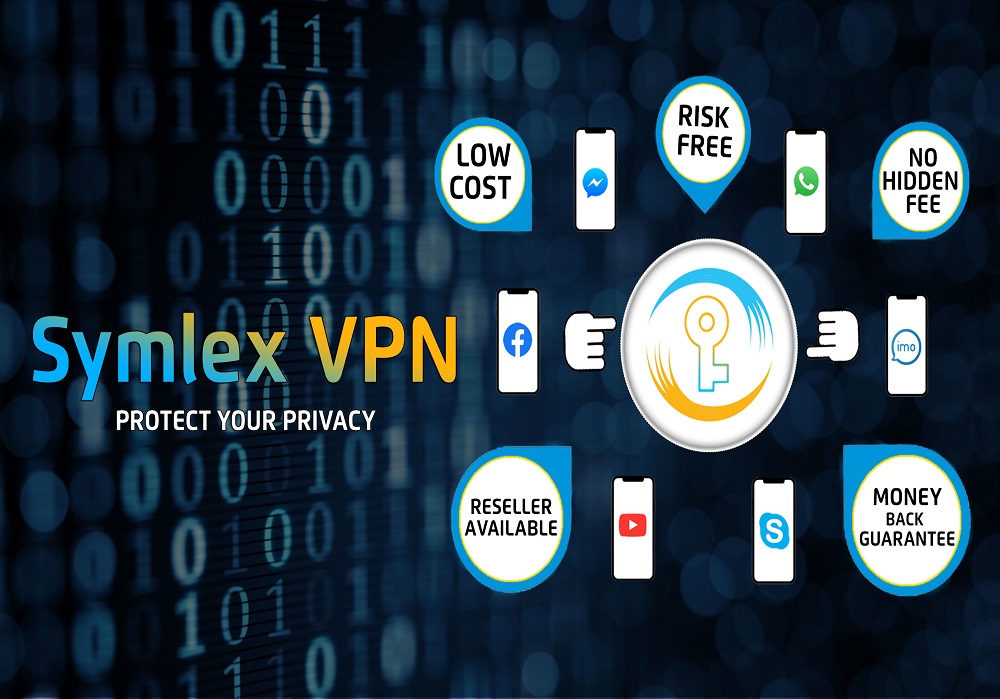 Symlex VPN
PROTECT YOUR PRIVACY
LOW
COST
RISK
FREE
NO
HIDDEN
FEE
imo
RESELLER
AVAILABLE
MONEY
BACK
GUARANTEE